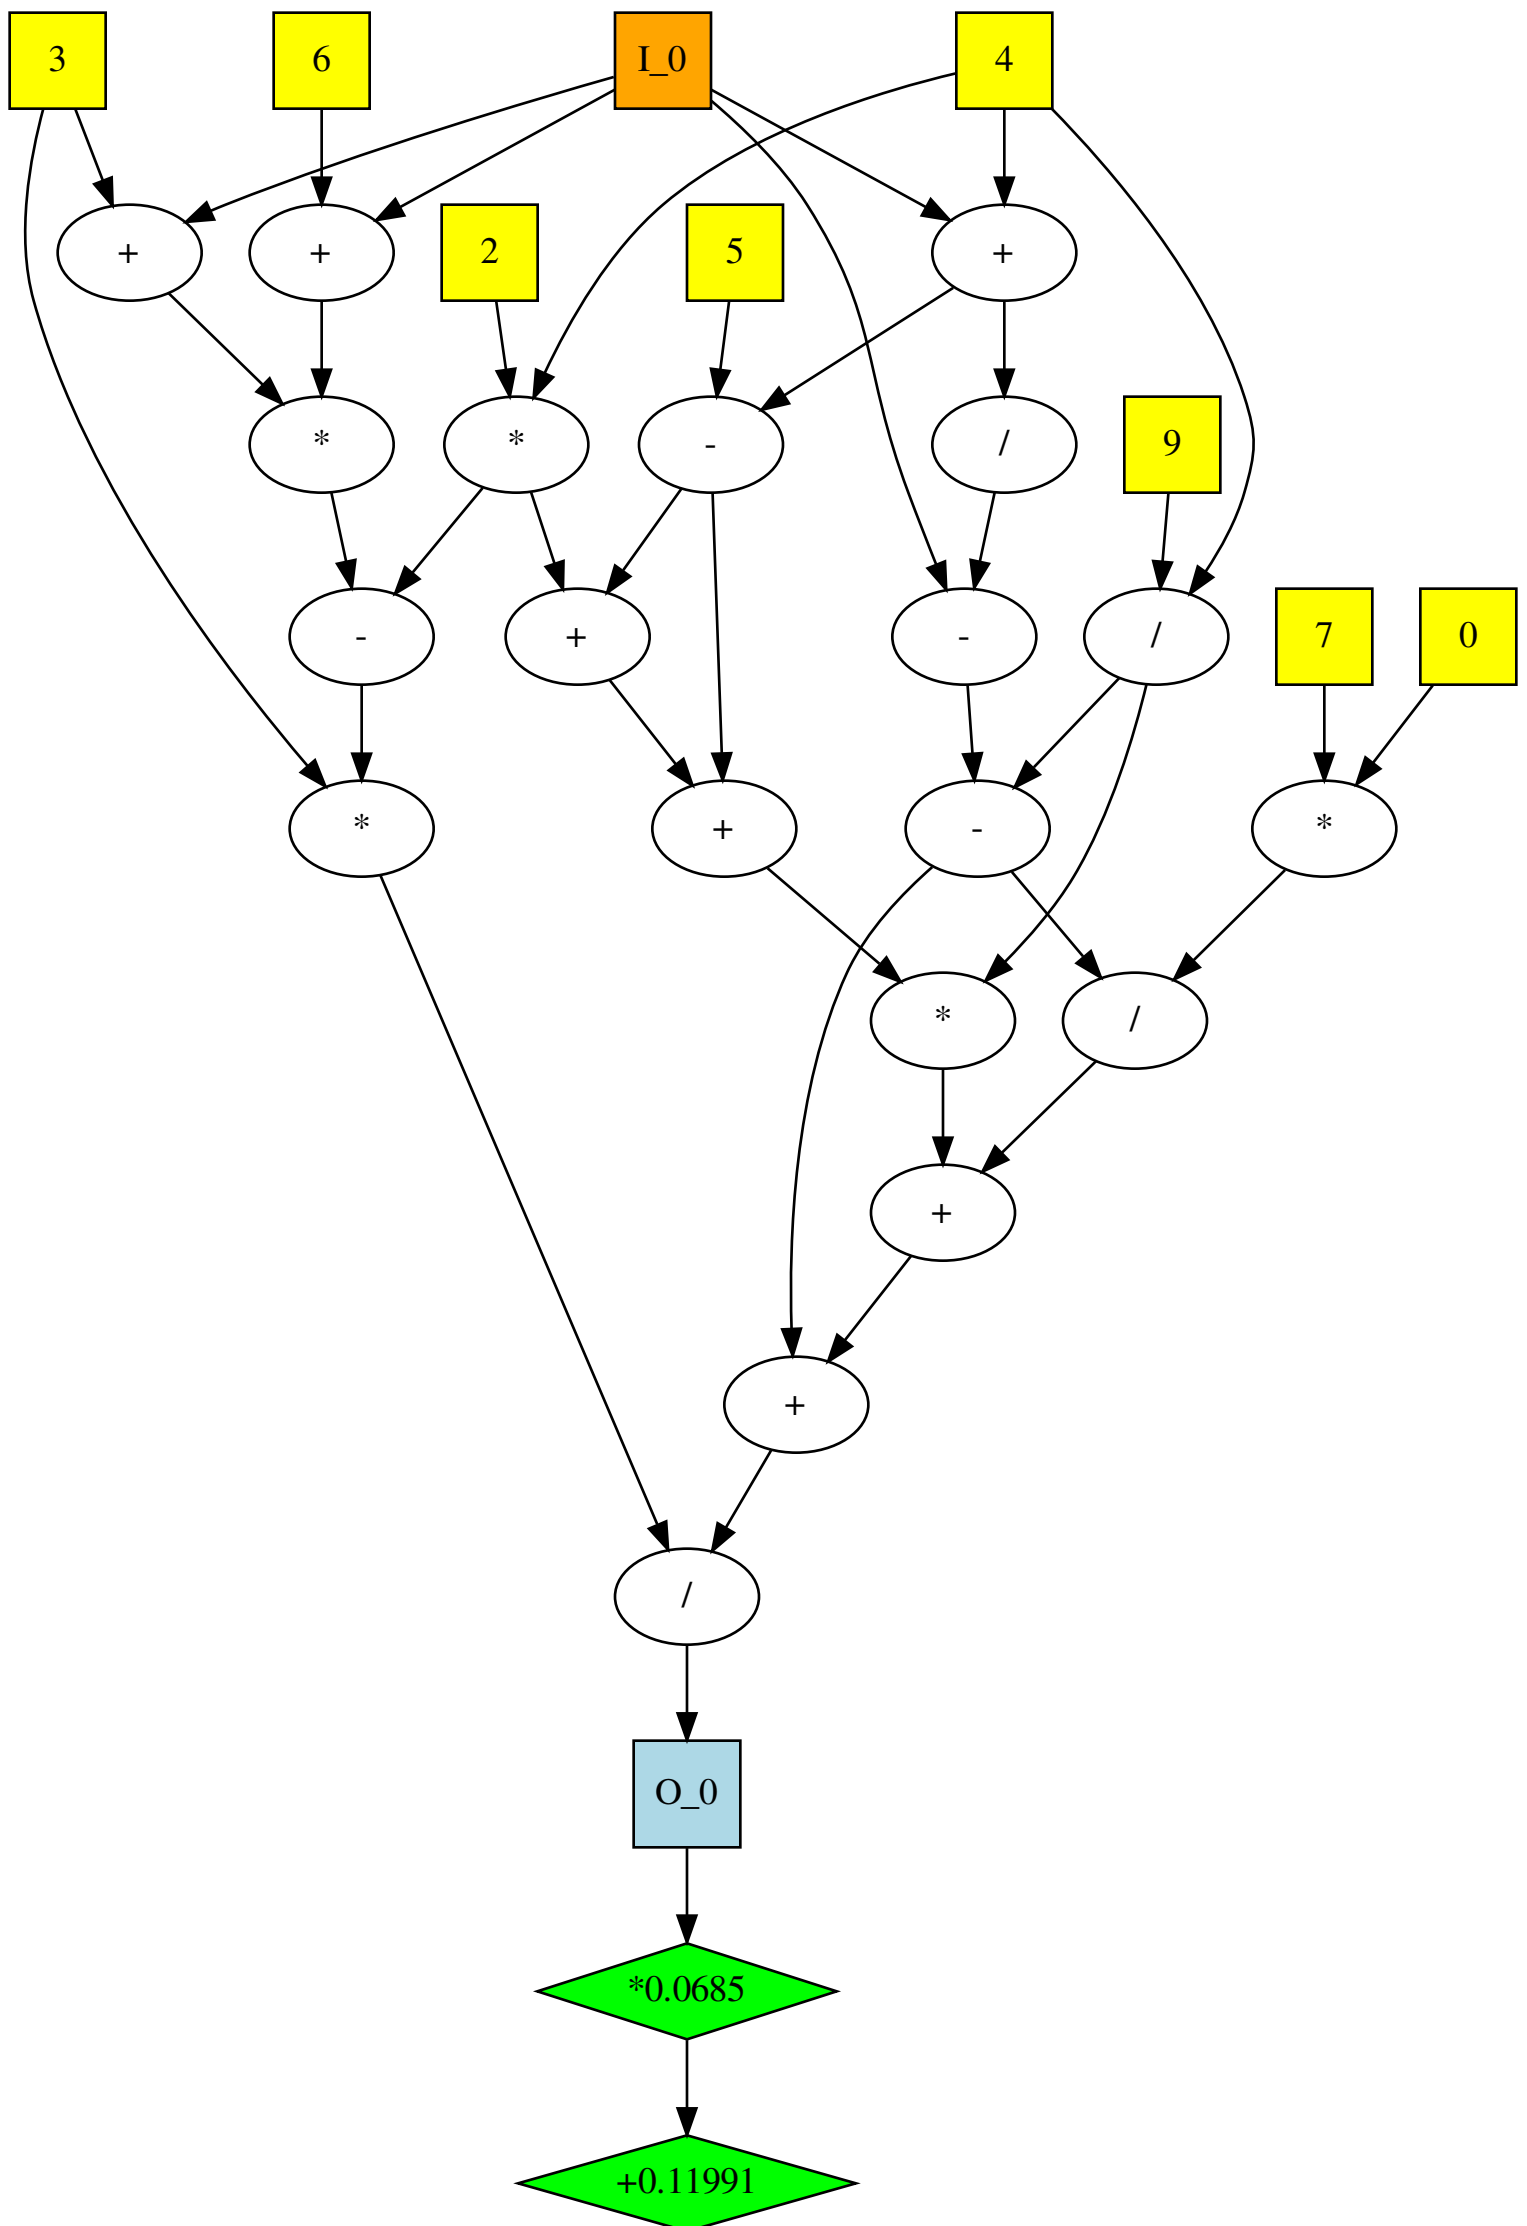 3 6 I_0 4
+ + 2 5 +
* * - / 9
- + - / 7 0
* + - *
* /
+
+
/
O_0
*0.0685
+0.11991